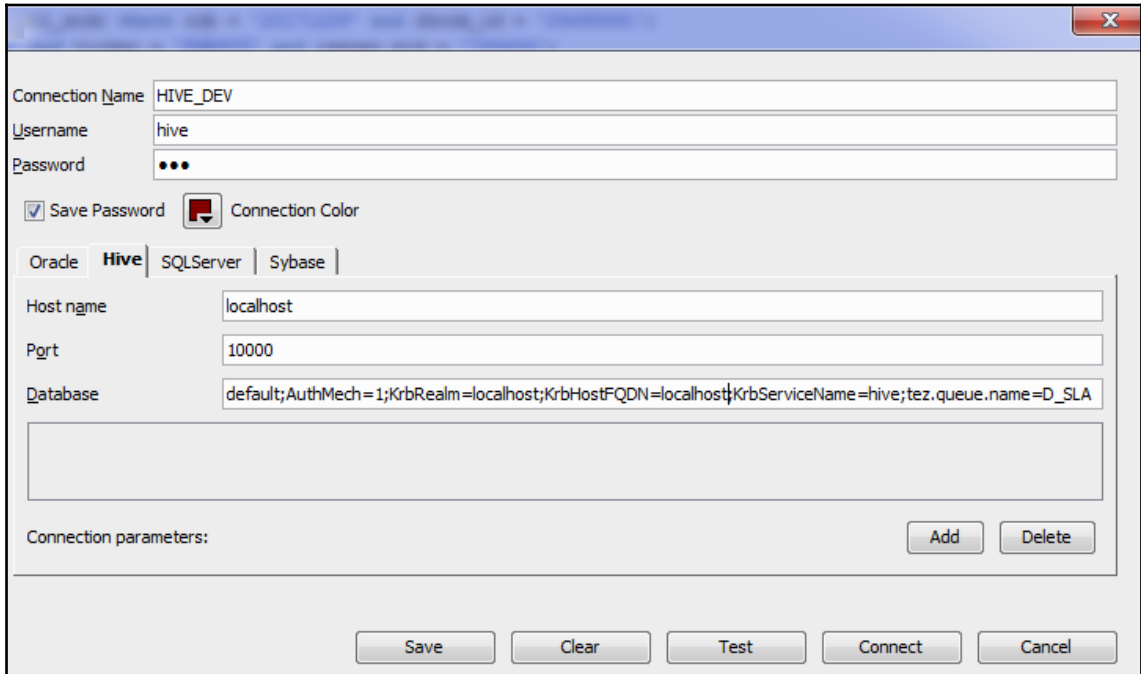 Connection Name HIVE_DEV
Username hive
Password •••
Save Password Connection Color
Oracle Hive SQLServer Sybase
Host name localhost
Port 10000
Database default;AuthMech=1;KrbRealm=localhost;KrbHostFQDN=localhost;KrbServiceName=hive;tez.queue.name=D_SLA
Connection parameters: Add Delete
Save Clear Test Connect Cancel